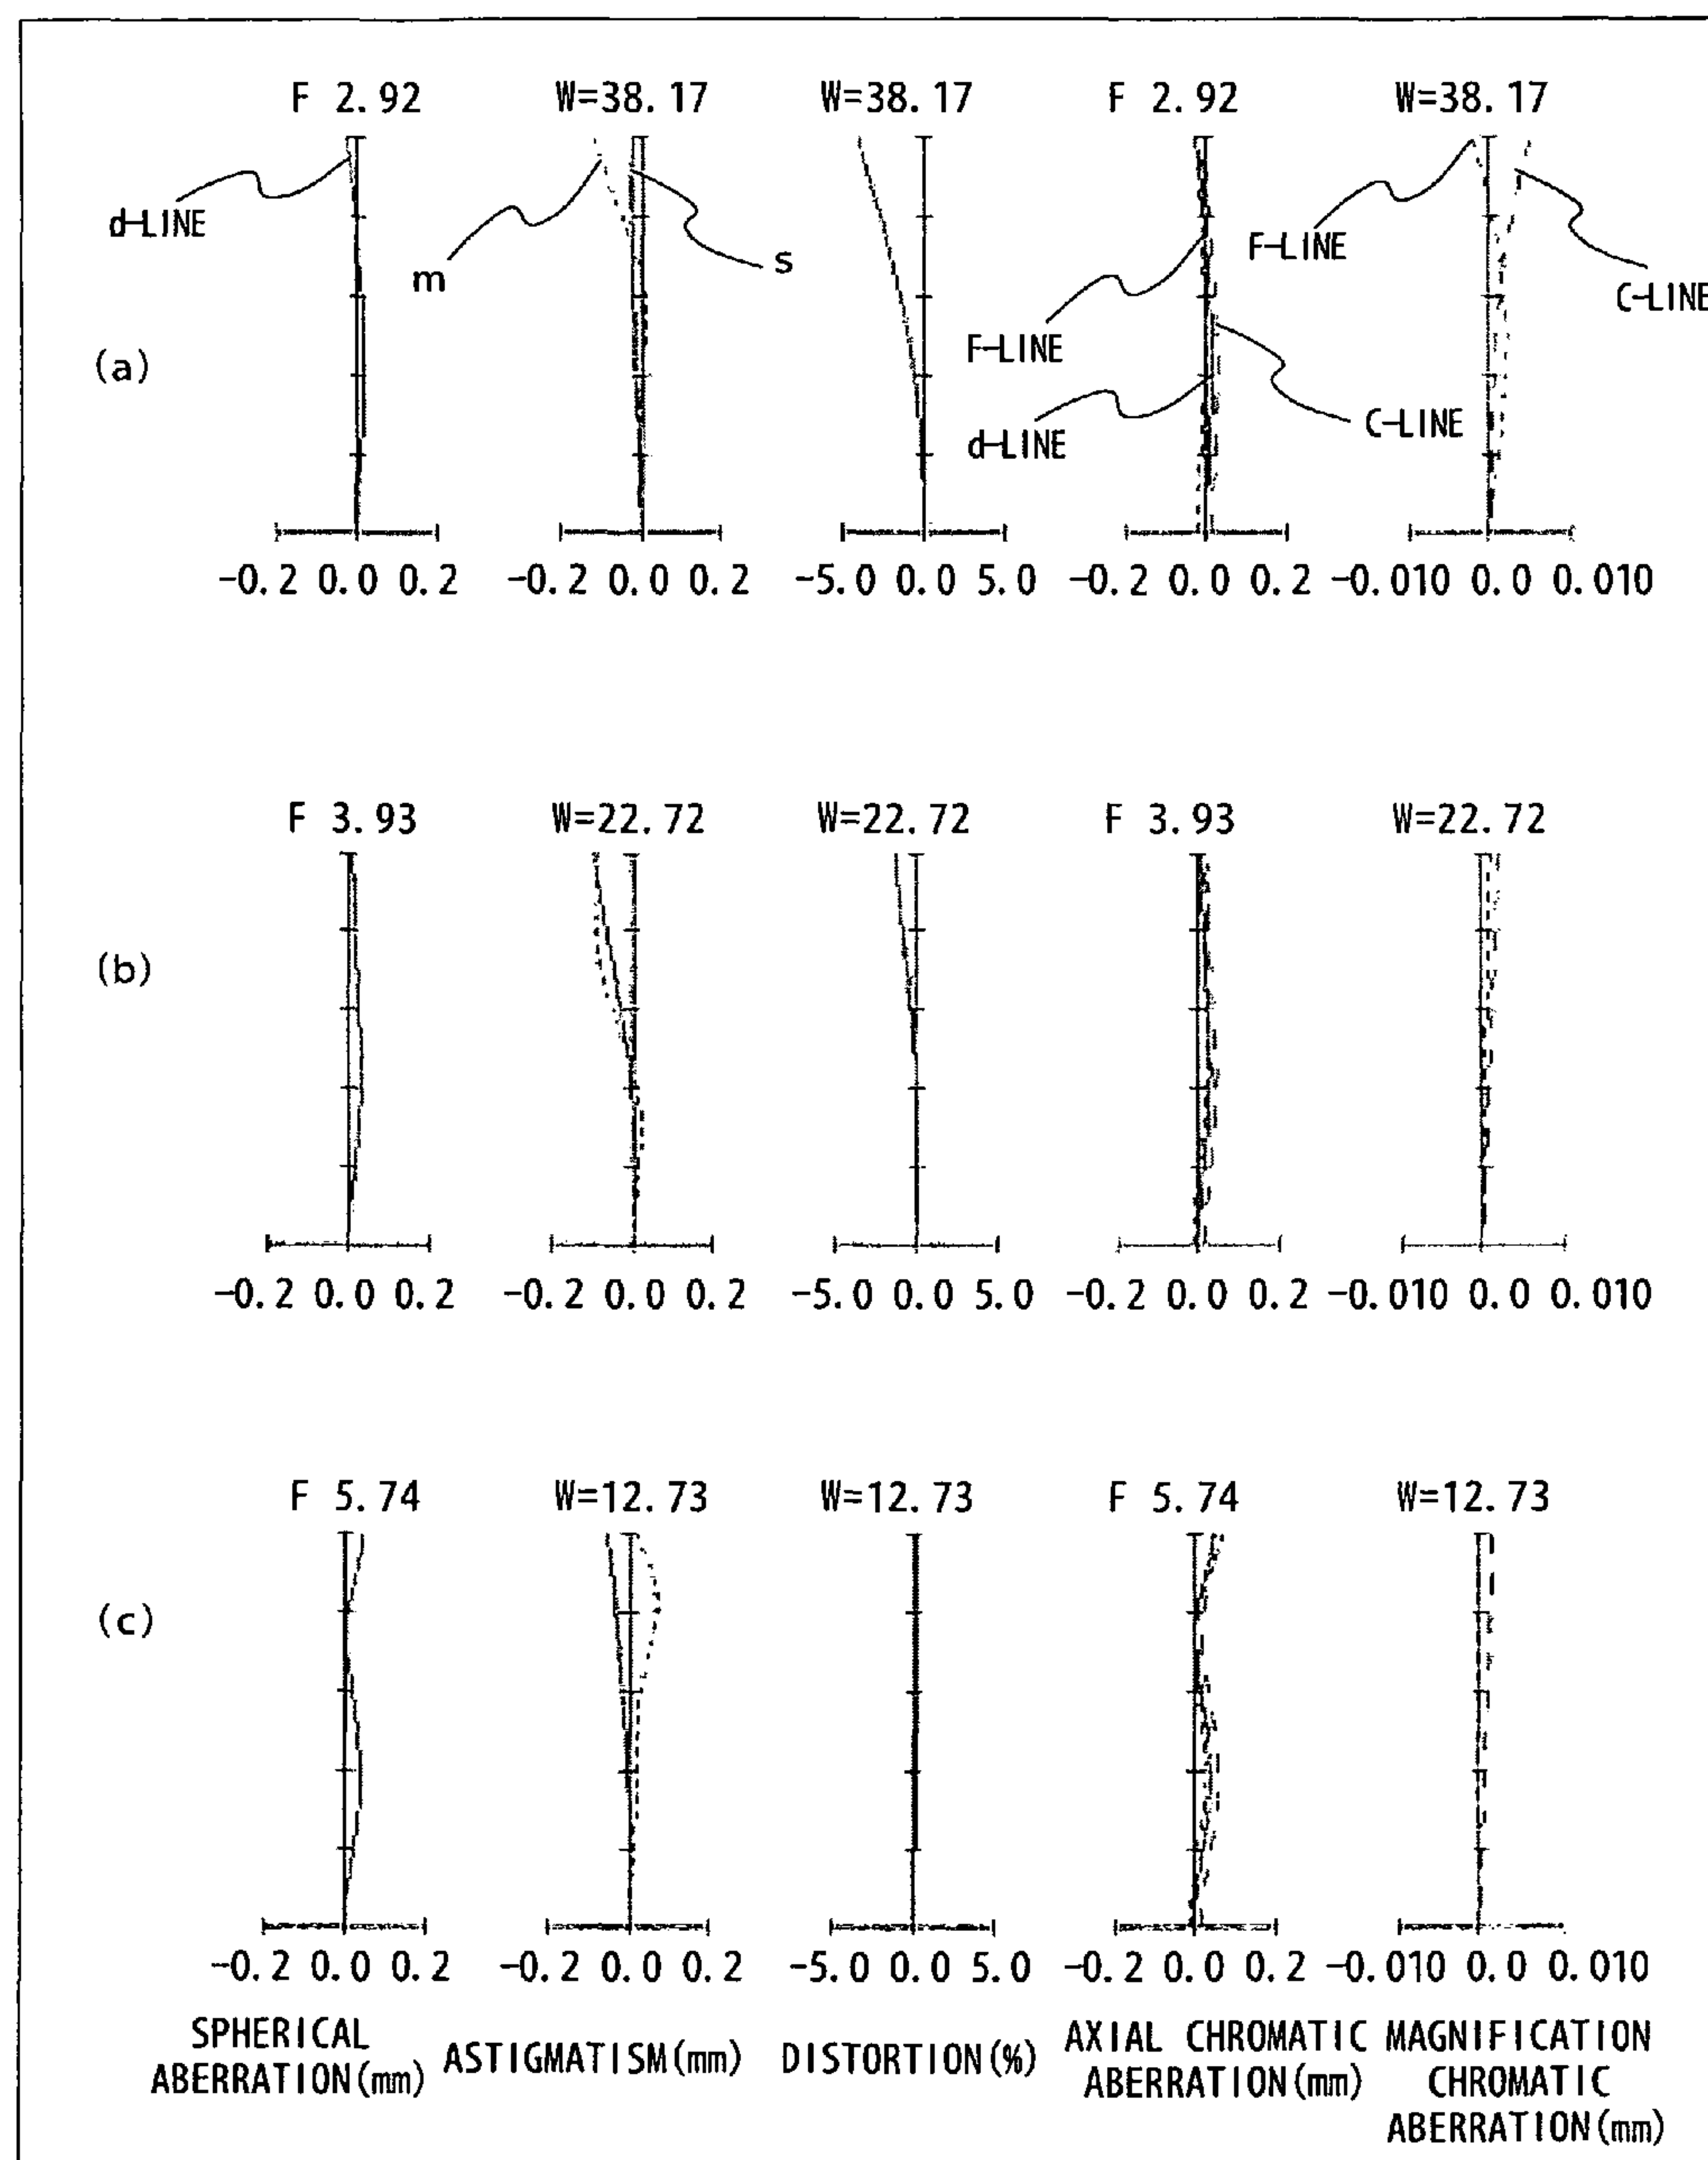 F 2.92 W=38.17 W=38.17 F 2.92 W=38.17
d-LINE
m
s
F-LINE
d-LINE
C-LINE
F-LINE
C-LINE
(a)
-0.2 0.0 0.2 -0.2 0.0 0.2 -5.0 0.0 5.0 -0.2 0.0 0.2 -0.010 0.0 0.010
F 3.93 W=22.72 W=22.72 F 3.93 W=22.72
(b)
-0.2 0.0 0.2 -0.2 0.0 0.2 -5.0 0.0 5.0 -0.2 0.0 0.2 -0.010 0.0 0.010
F 5.74 W=12.73 W=12.73 F 5.74 W=12.73
(c)
-0.2 0.0 0.2 -0.2 0.0 0.2 -5.0 0.0 5.0 -0.2 0.0 0.2 -0.010 0.0 0.010
SPHERICAL
ABERRATION(mm)
ASTIGMATISM(mm)
DISTORTION(%)
AXIAL CHROMATIC
ABERRATION(mm)
MAGNIFICATION
CHROMATIC
ABERRATION(mm)